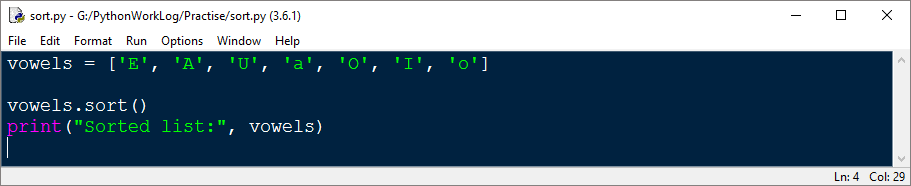 sort.py - G:/PythonWorkLog/Practise/sort.py (3.6.1)
File Edit Format Run Options Window Help
vowels = ['E', 'A', 'U', 'a', 'O', 'I', 'o']
vowels.sort()
print("Sorted list:", vowels)
Ln: 4 Col: 29